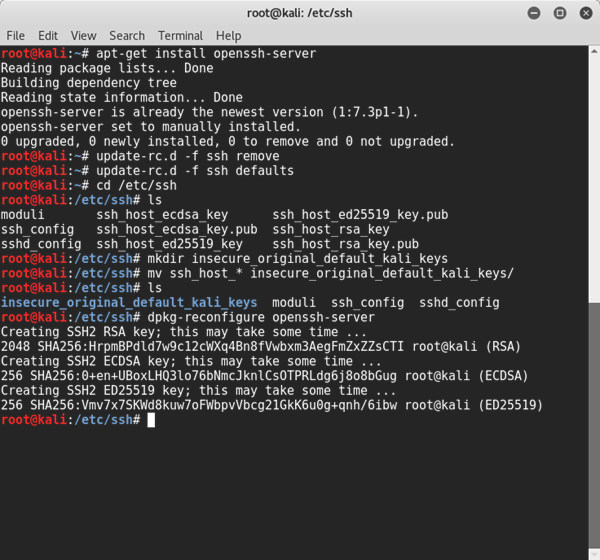 root@kali: /etc/ssh
File Edit View Search Terminal Help
root@kali:~# apt-get install openssh-server
Reading package lists... Done
Building dependency tree
Reading state information... Done
openssh-server is already the newest version (1:7.3p1-1).
openssh-server set to manually installed.
0 upgraded, 0 newly installed, 0 to remove and 0 not upgraded.
root@kali:~# update-rc.d -f ssh remove
root@kali:~# update-rc.d -f ssh defaults
root@kali:~# cd /etc/ssh
root@kali:/etc/ssh# ls
moduli ssh_host_ecdsa_key ssh_host_ed25519_key.pub
ssh_config ssh_host_ecdsa_key.pub ssh_host_rsa_key
sshd_config ssh_host_ed25519_key ssh_host_rsa_key.pub
root@kali:/etc/ssh# mkdir insecure_original_default_kali_keys
root@kali:/etc/ssh# mv ssh_host_* insecure_original_default_kali_keys/
root@kali:/etc/ssh# ls
insecure_original_default_kali_keys moduli ssh_config sshd_config
root@kali:/etc/ssh# dpkg-reconfigure openssh-server
Creating SSH2 RSA key; this may take some time ...
2048 SHA256:HrpmBPdld7w9c12cWXq4Bn8fVwbxm3AegFmZxZZsCTI root@kali (RSA)
Creating SSH2 ECDSA key; this may take some time ...
256 SHA256:0+en+UBoxLHQ3lo76bNmcJknlCsOTPRLdg6j8o8bGug root@kali (ECDSA)
Creating SSH2 ED25519 key; this may take some time ...
256 SHA256:Vmv7x7SKWd8kuw7oFWbpvVbcg21GkK6u0g+qnh/6ibw root@kali (ED25519)
root@kali:/etc/ssh#